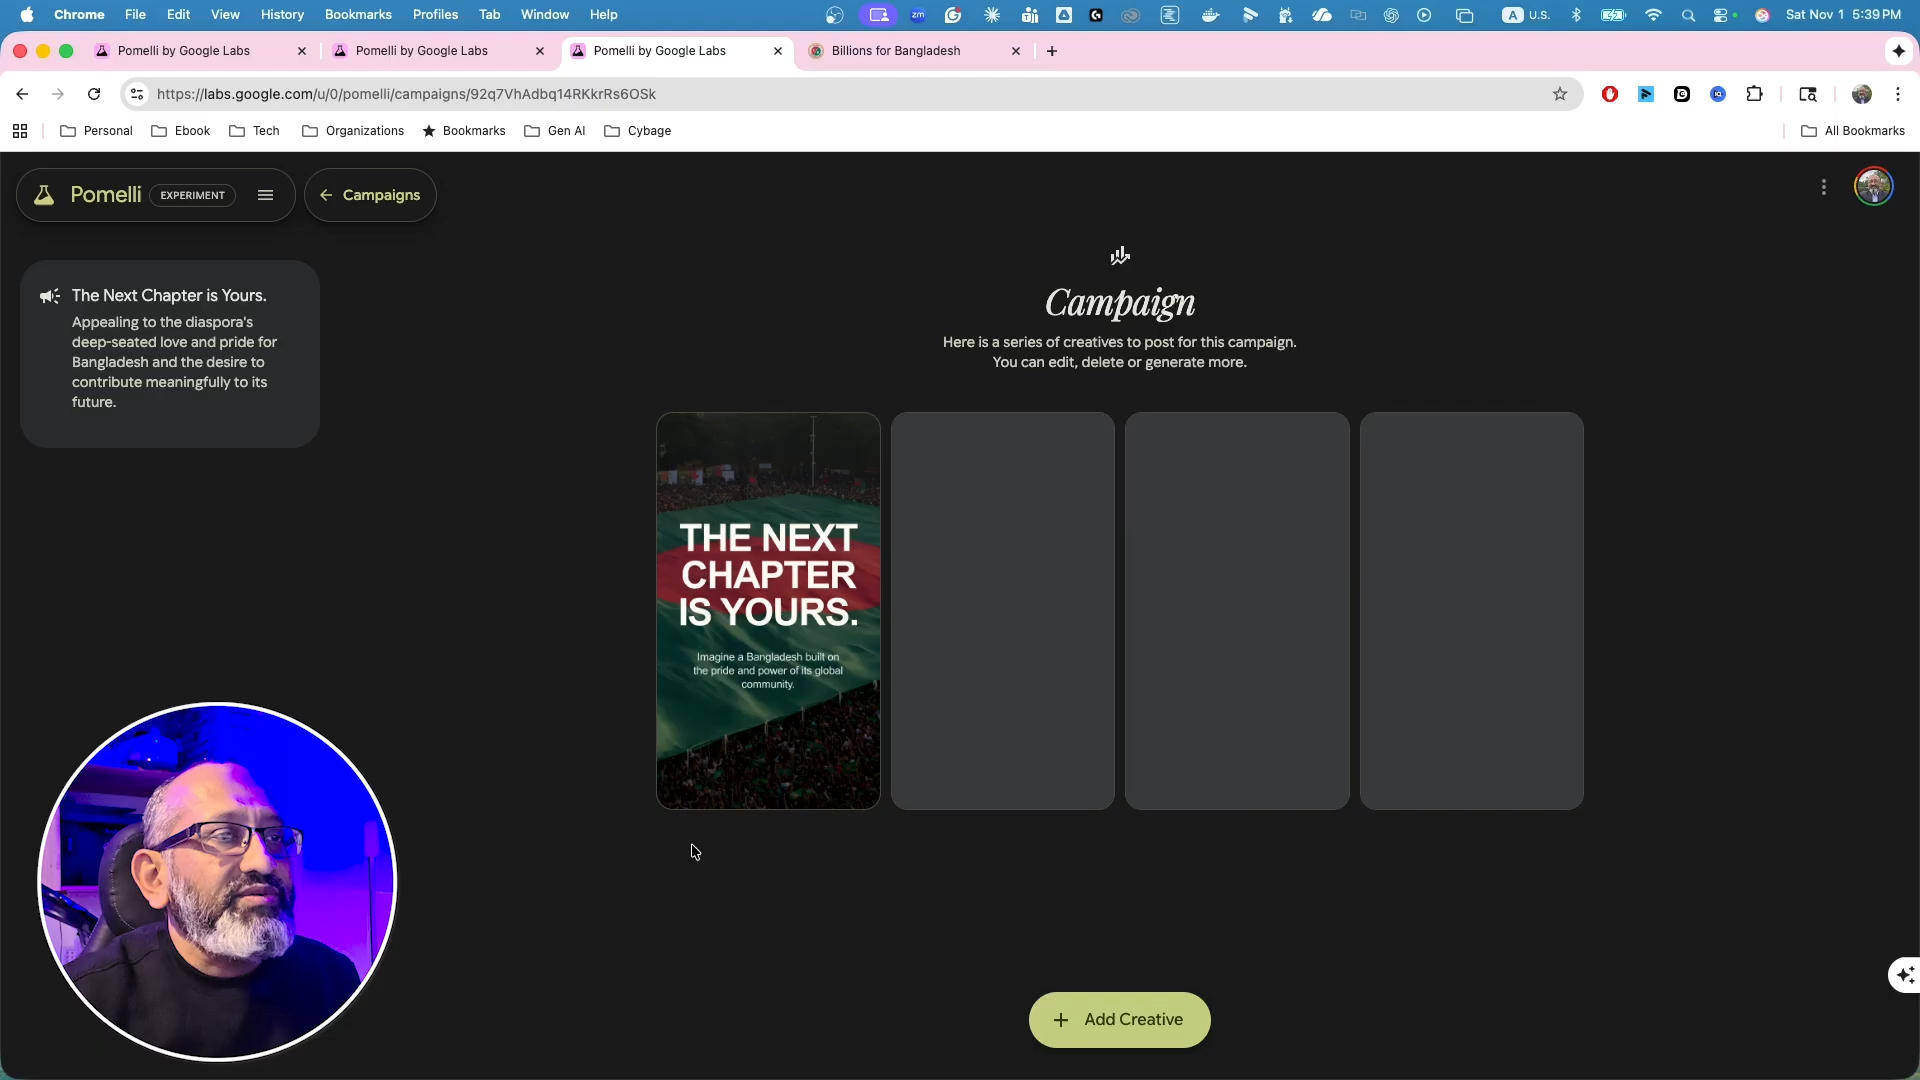 Chrome File Edit View History Bookmarks Profiles Tab Window Help
zm
A U.S.
Sat Nov 1 5:39 PM
Pomelli by Google Labs
Pomelli by Google Labs
Pomelli by Google Labs
Billions for Bangladesh
https://labs.google.com/u/0/pomelli/campaigns/92q7VhAdbq14RKkrRs6OSk
Personal Ebook Tech Organizations Bookmarks Gen AI Cybage All Bookmarks
Pomelli EXPERIMENT
Campaigns
The Next Chapter is Yours.
Appealing to the diaspora's
deep-seated love and pride for
Bangladesh and the desire to
contribute meaningfully to its
future.
Campaign
Here is a series of creatives to post for this campaign.
You can edit, delete or generate more.
THE NEXT
CHAPTER
IS YOURS.
Imagine a Bangladesh built on
the pride and power of its global
community.
+ Add Creative